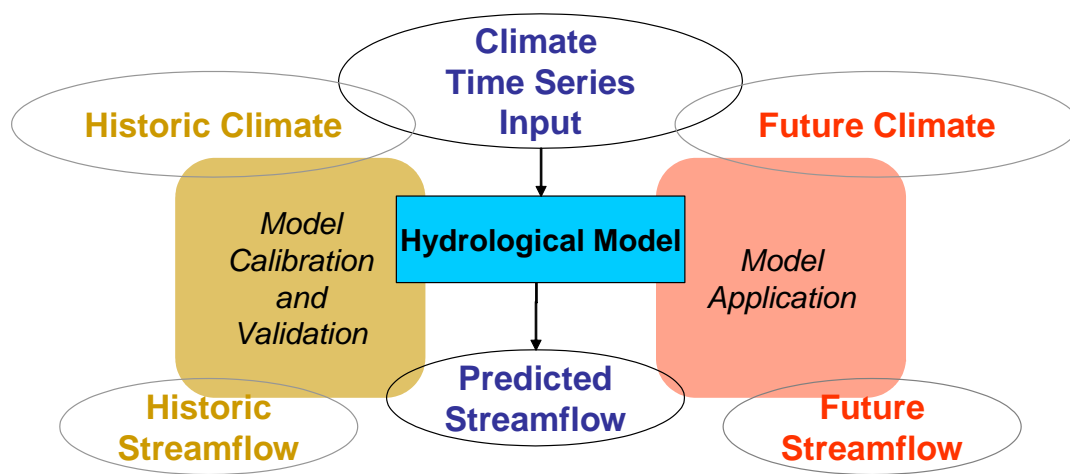 Climate
Time Series
Input
Historic Climate
Future Climate
Model
Calibration
and
Validation
Hydrological Model
Model
Application
Historic
Streamflow
Predicted
Streamflow
Future
Streamflow